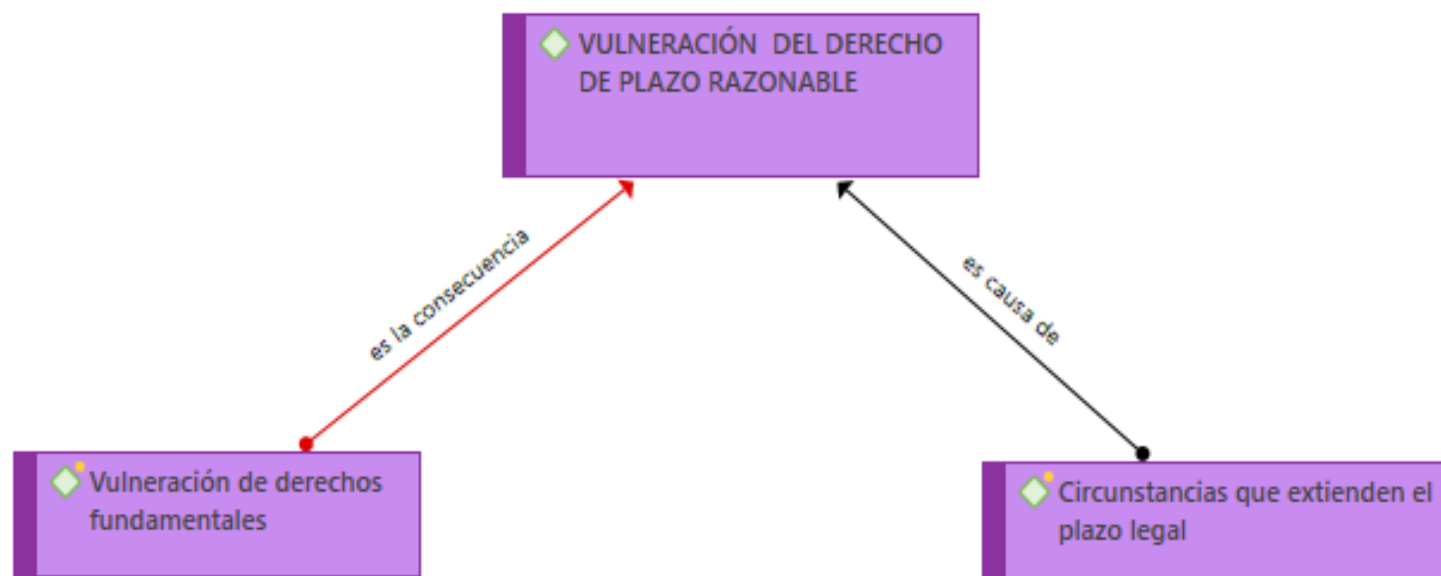 VULNERACIÓN DEL DERECHO
DE PLAZO RAZONABLE
es la consecuencia
es causa de
Vulneración de derechos
fundamentales
Circunstancias que extienden el
plazo legal